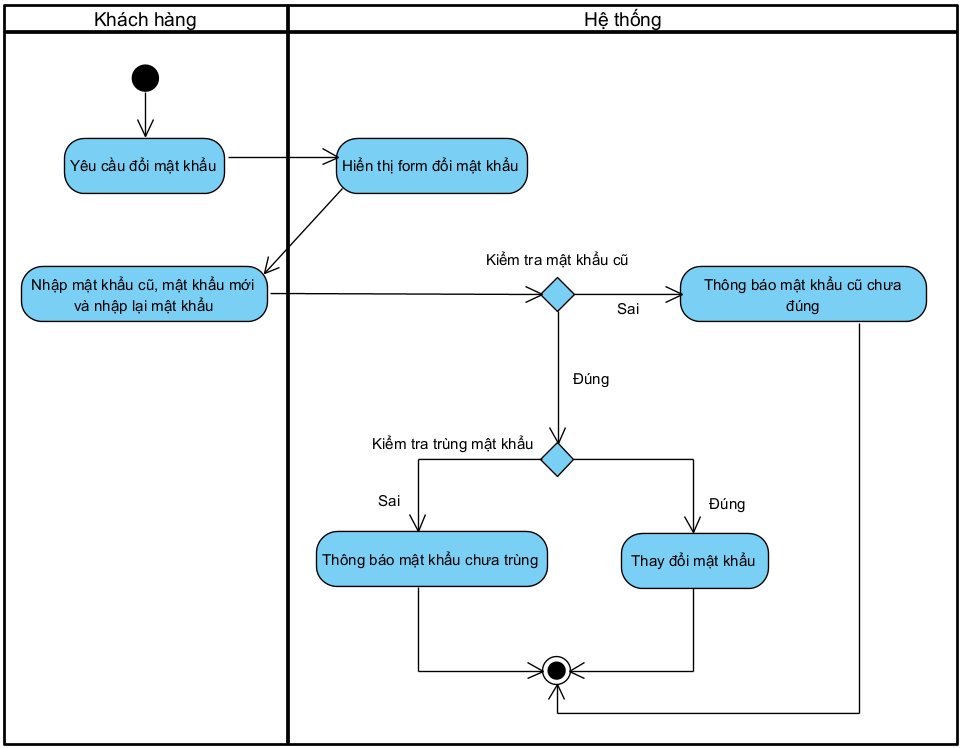 Khách hàng
Hệ thống
Yêu cầu đổi mật khẩu
Hiển thị form đổi mật khẩu
Nhập mật khẩu cũ, mật khẩu mới
và nhập lại mật khẩu
Kiểm tra mật khẩu cũ
Sai
Thông báo mật khẩu cũ chưa
đúng
Đúng
Kiểm tra trùng mật khẩu
Sai
Đúng
Thông báo mật khẩu chưa trùng
Thay đổi mật khẩu